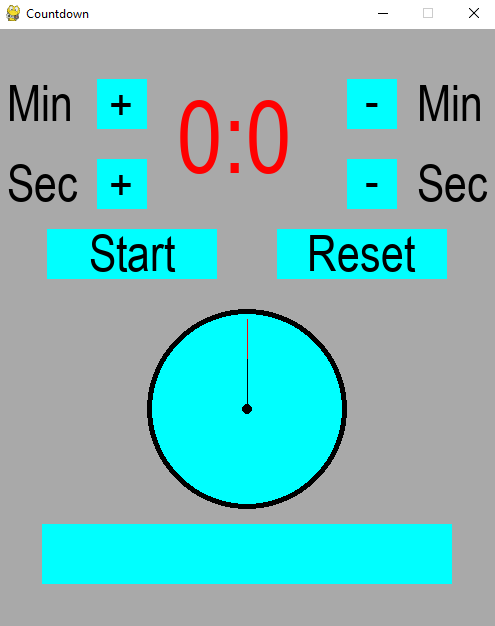 Countdown
Min + 0:0 - Min
Sec + - Sec
Start Reset